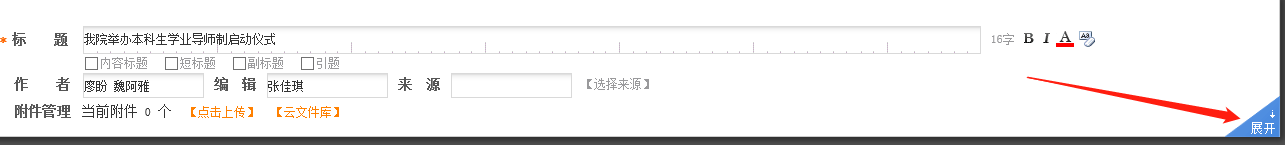 * 标 题 我院举办本科生学业导师制启动仪式 16字 B I A
内容标题 短标题 副标题 引题
作 者 廖盼 魏阿雅 编 辑 张佳琪 来 源 【选择来源】
附件管理 当前附件 0 个 【点击上传】 【云文件库】
展开